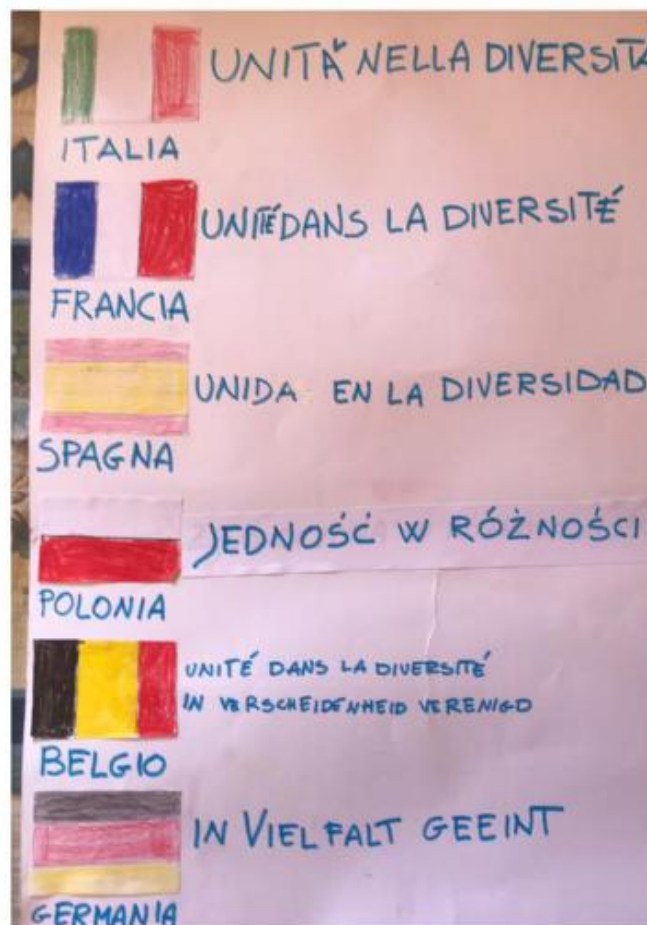 UNITÀ NELLA DIVERSITÀ
ITALIA
UNITÉ DANS LA DIVERSITÉ
FRANCIA
UNIDA EN LA DIVERSIDAD
SPAGNA
JEDNOŚĆ W RÓŻNOŚCI
POLONIA
UNITÉ DANS LA DIVERSITÉ
IN VERSCHEIDENHEID VERENIGD
BELGIO
IN VIELFALT GEEINT
GERMANIA